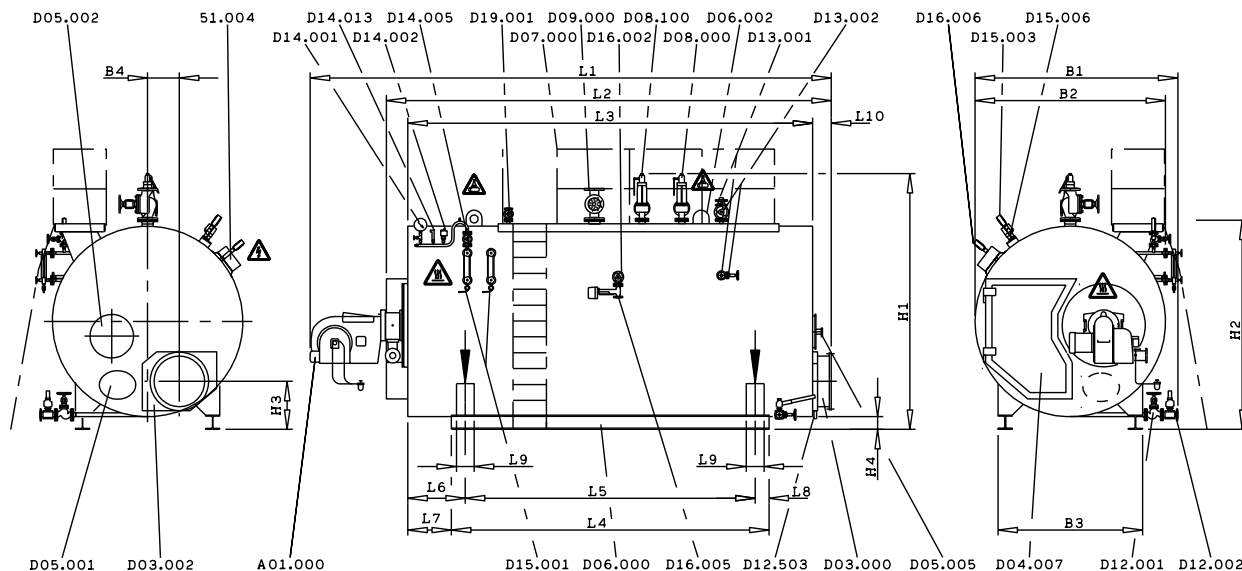 D05.002 51.004 D14.013 D14.005 D19.001 D09.000 D08.100 D06.002 D13.002 D16.006 D15.006
D14.001 D14.002 D07.000 D16.002 D08.000 D13.001 D15.003
B4 L1 B1
L2 B2
L3 L10
H1
H2
H3
H4
L9 L9
L6 L5 L8
L7 L4 B3
D05.001 D03.002 A01.000 D15.001 D06.000 D16.005 D12.503 D03.000 D05.005 D04.007 D12.001 D12.002